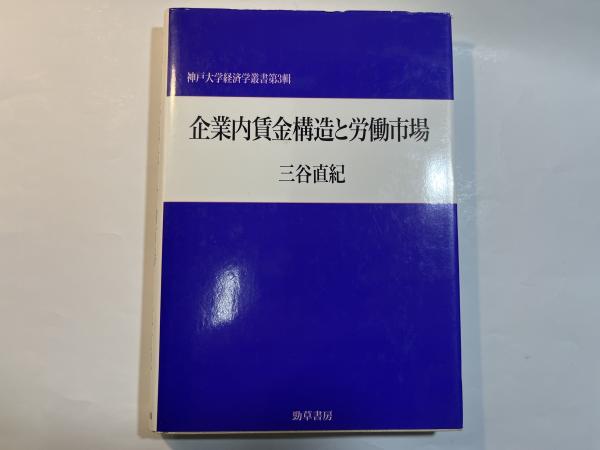 神戸大学経済学叢書第3輯
企業内賃金構造と労働市場
三谷直紀
勁草書房